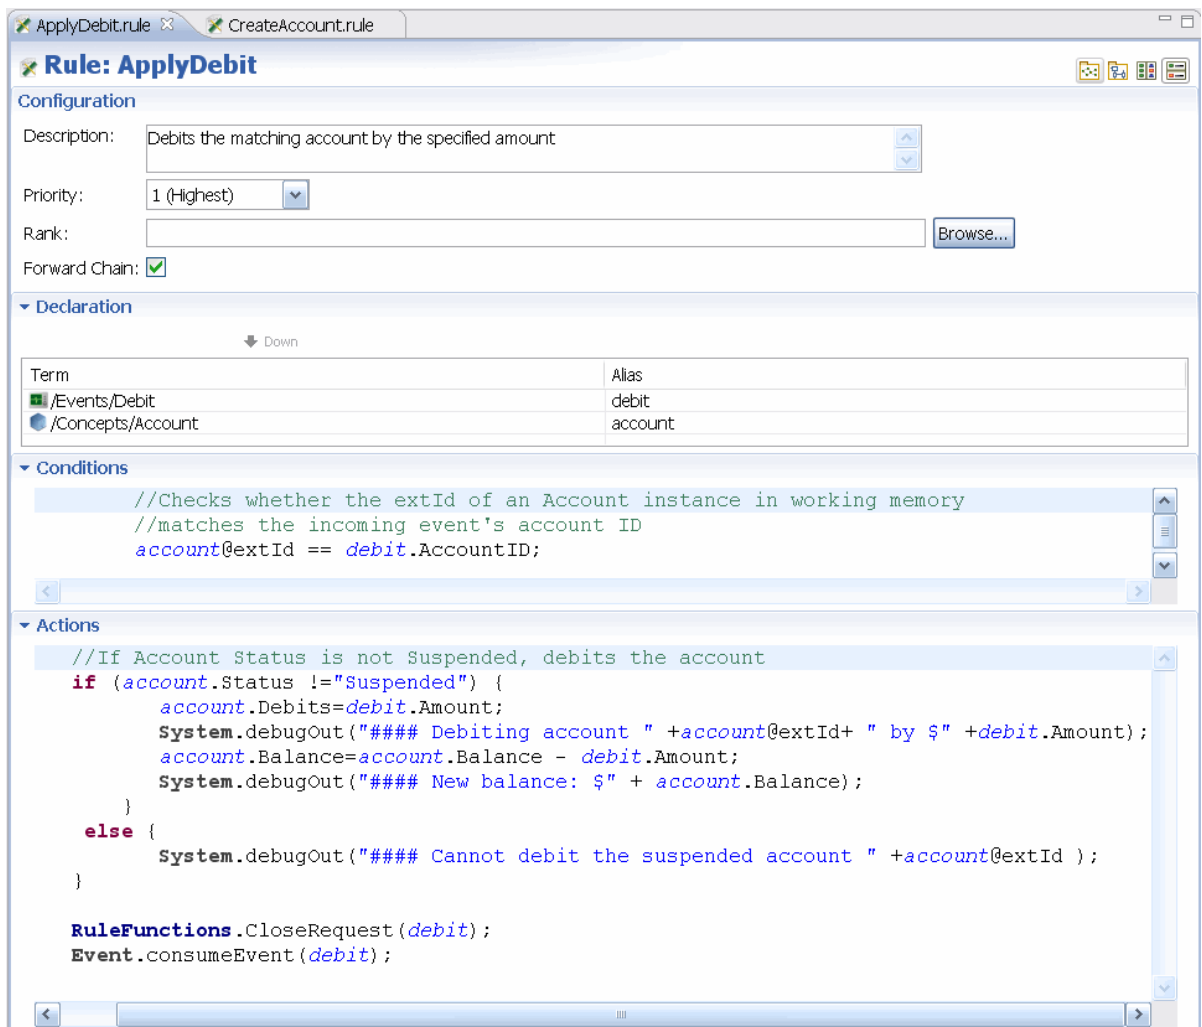 ApplyDebit.rule CreateAccount.rule
Rule: ApplyDebit
Configuration
Description: Debits the matching account by the specified amount
Priority: 1 (Highest)
Rank: Browse...
Forward Chain:
Declaration
Down
Term Alias
/Events/Debit debit
/Concepts/Account account
Conditions
//Checks whether the extId of an Account instance in working memory
//matches the incoming event's account ID
account@extId == debit.AccountID;
Actions
//If Account Status is not Suspended, debits the account
if (account.Status !="Suspended") {
account.Debits=debit.Amount;
System.debugOut("#### Debiting account " +account@extId+ " by $" +debit.Amount);
account.Balance=account.Balance - debit.Amount;
System.debugOut("#### New balance: $" + account.Balance);
}
else {
System.debugOut("#### Cannot debit the suspended account " +account@extId );
}
RuleFunctions.CloseRequest(debit);
Event.consumeEvent(debit);